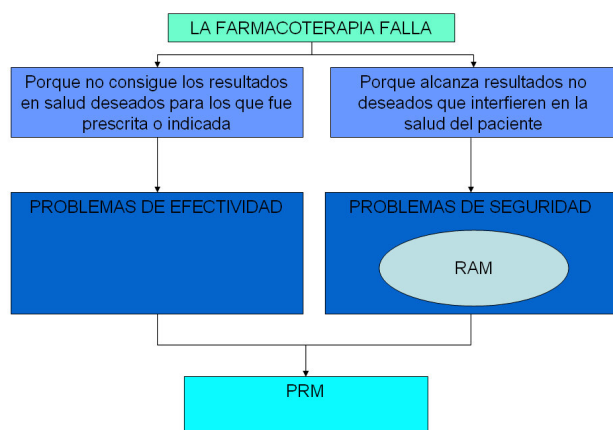 LA FARMACOTERAPIA FALLA
Porque no consigue los resultados
en salud deseados para los que fue
prescrita o indicada
Porque alcanza resultados no
deseados que interfieren en la
salud del paciente
PROBLEMAS DE EFECTIVIDAD
PROBLEMAS DE SEGURIDAD
RAM
PRM